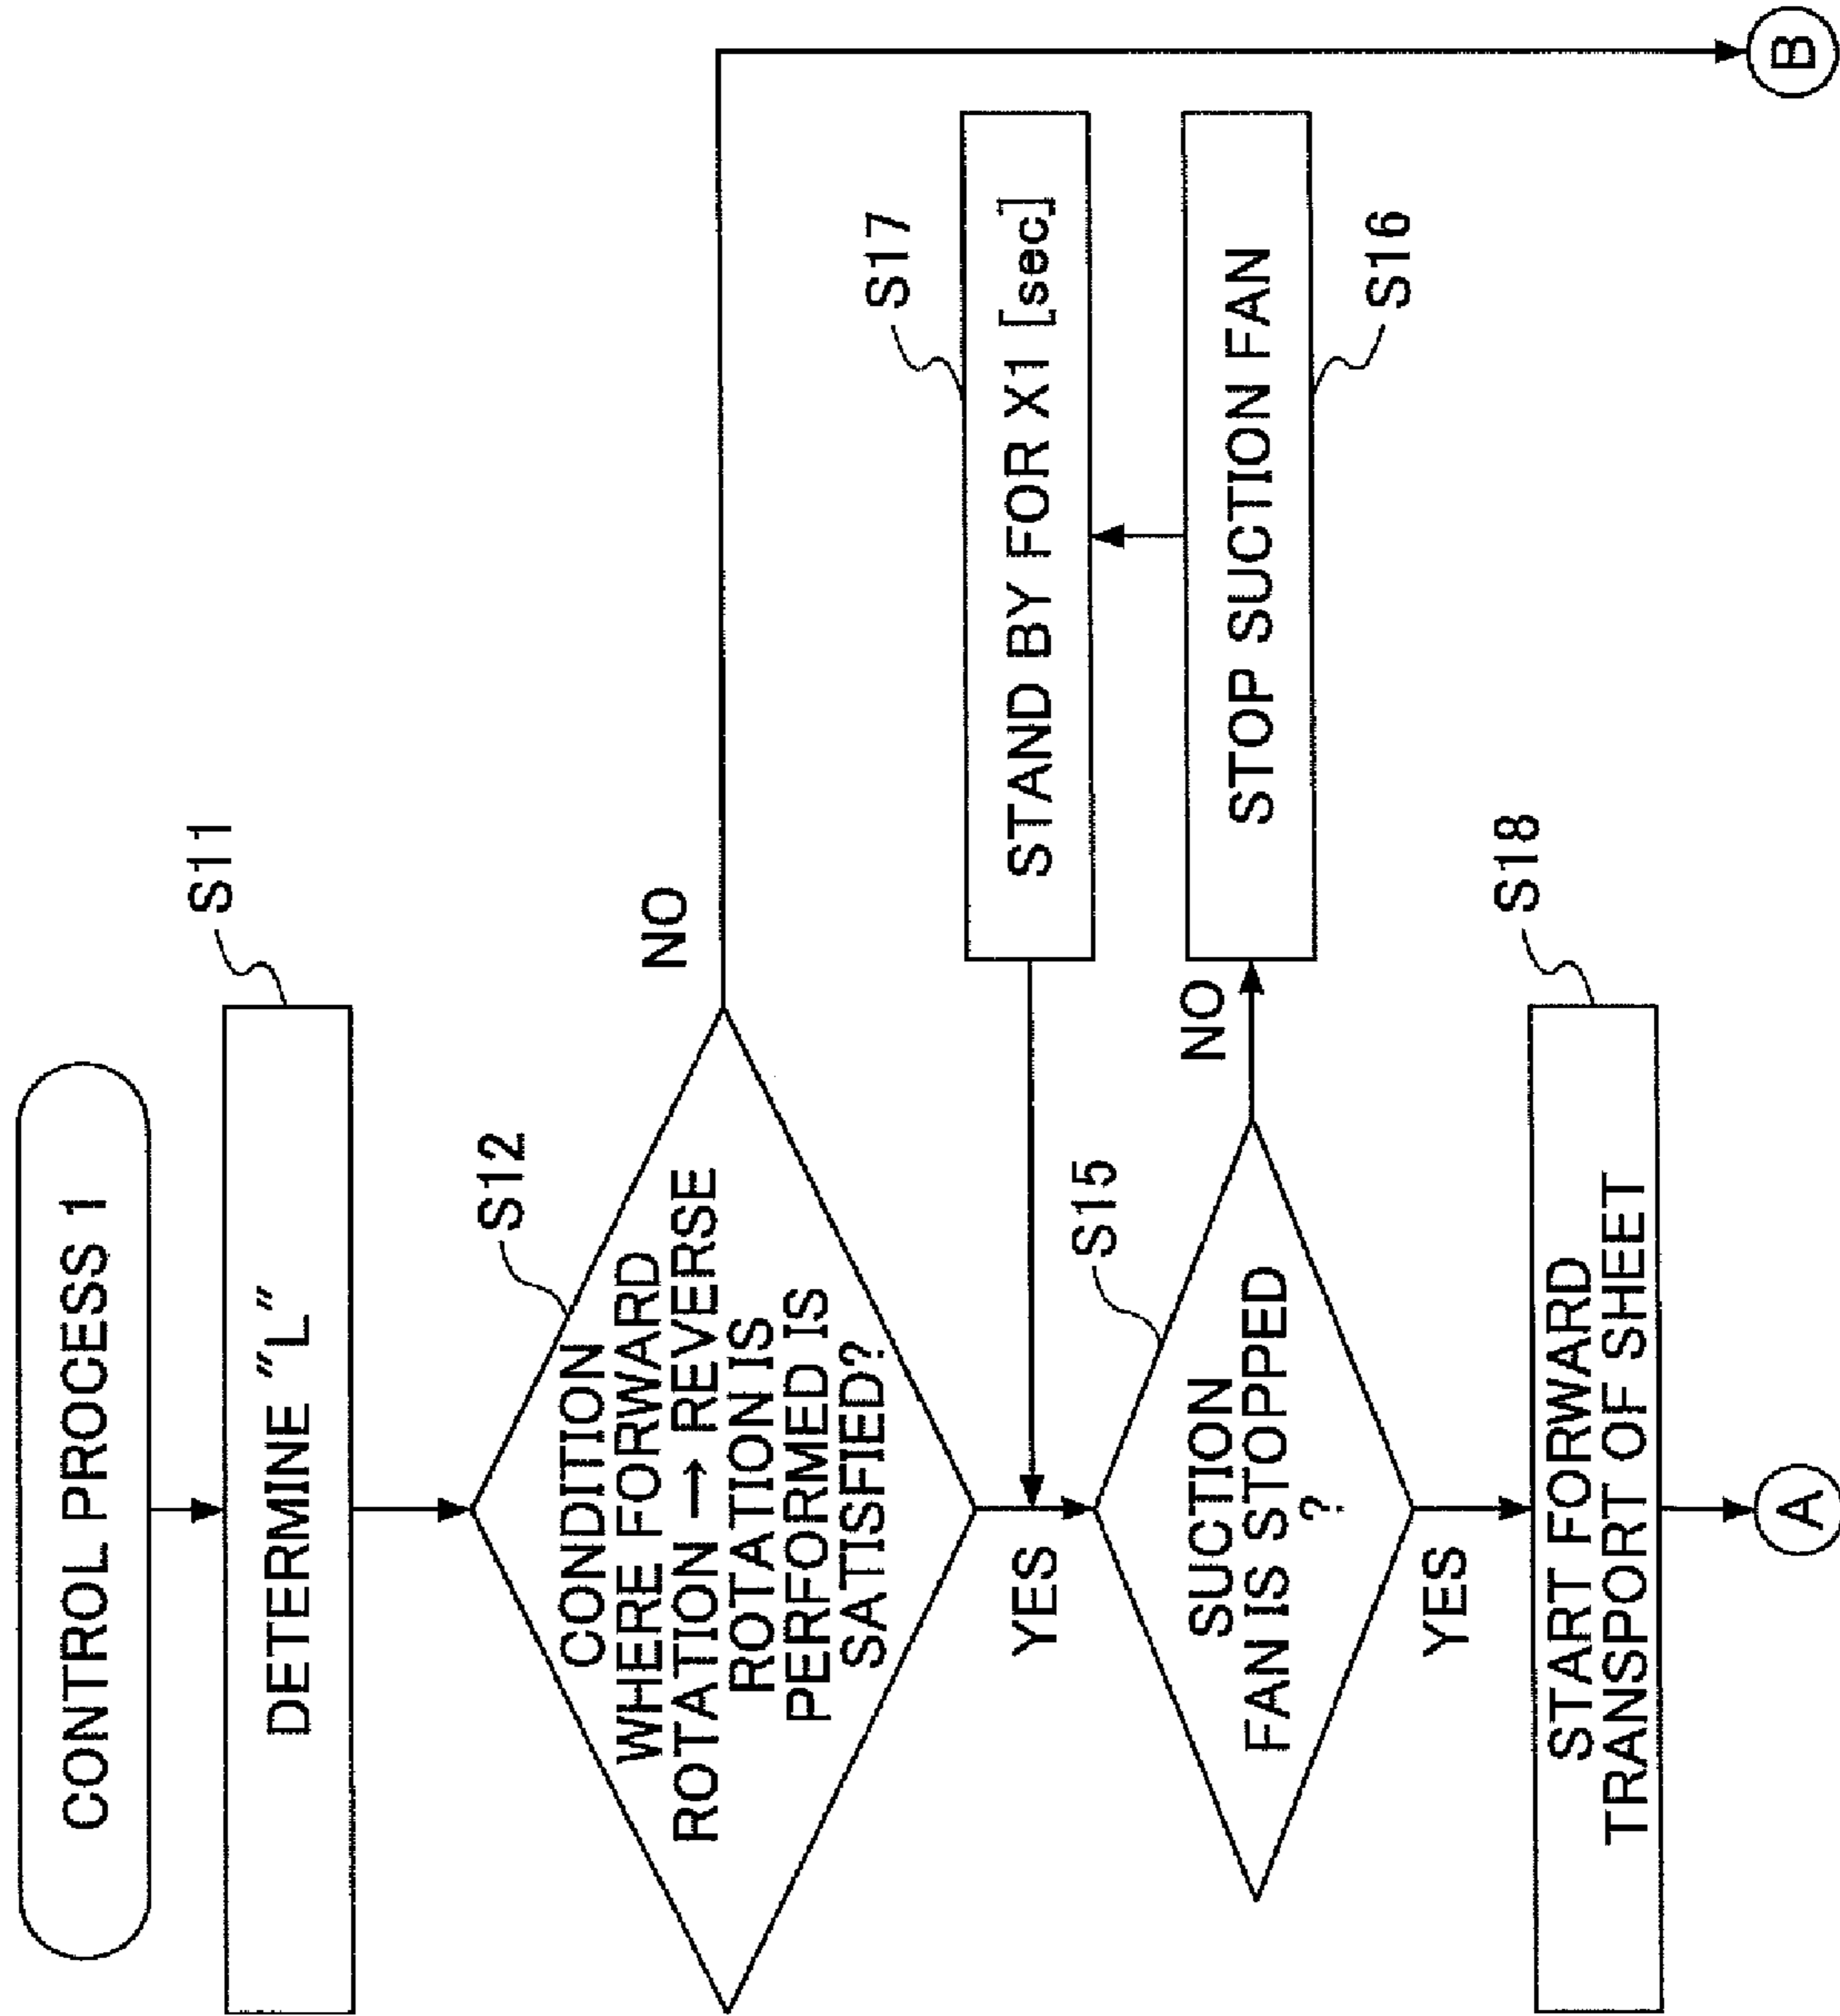 CONTROL PROCESS 1
S11
DETERMINE "L"
S12
CONDITION
WHERE FORWARD
ROTATION → REVERSE
ROTATION IS
PERFORMED IS
SATISFIED?
NO
YES
S17
STAND BY FOR X1 [sec]
S15
SUCTION
FAN IS STOPPED
?
NO
STOP SUCTION FAN
S16
YES
S18
START FORWARD
TRANSPORT OF SHEET
A
B